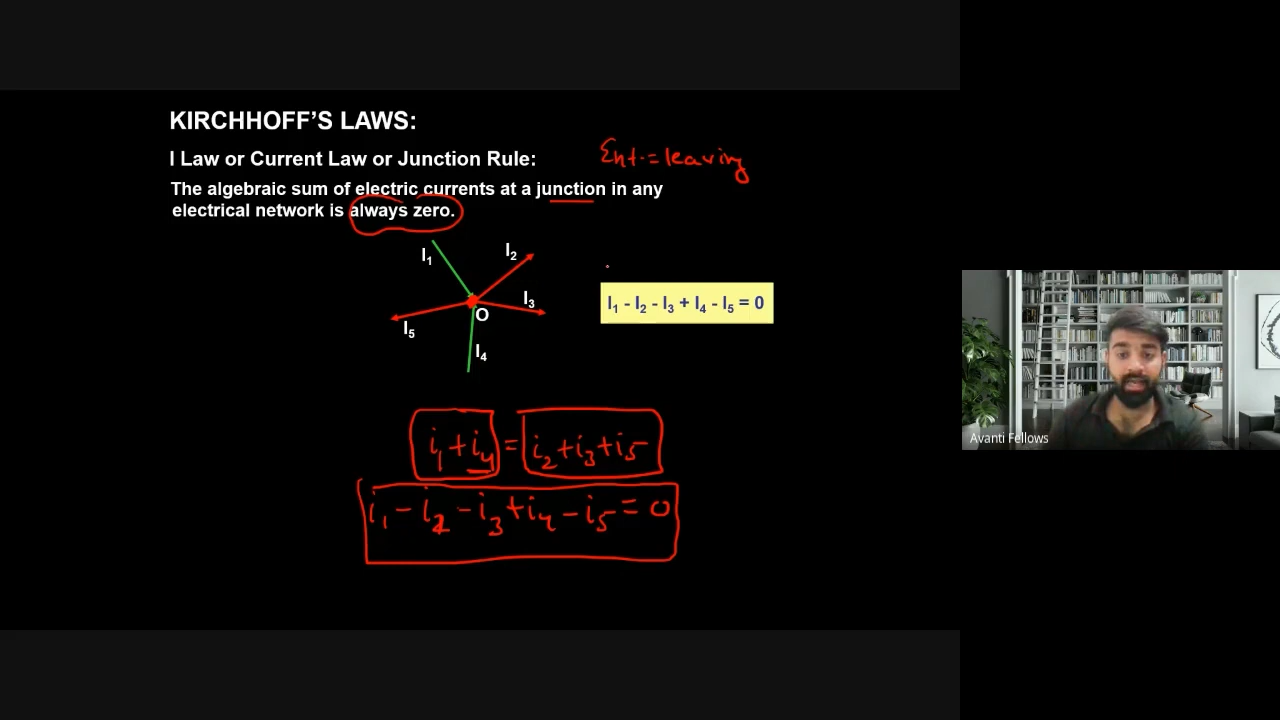 KIRCHHOFF'S LAWS:
I Law or Current Law or Junction Rule:
Ent. = leaving
The algebraic sum of electric currents at a junction in any
electrical network is always zero.
I₁
I₂
I₃
O
I₅
I₄
I₁ - I₂ - I₃ + I₄ - I₅ = 0
i₁ + i₄ = i₂ + i₃ + i₅
i₁ - i₂ - i₃ + i₄ - i₅ = 0
Avanti Fellows